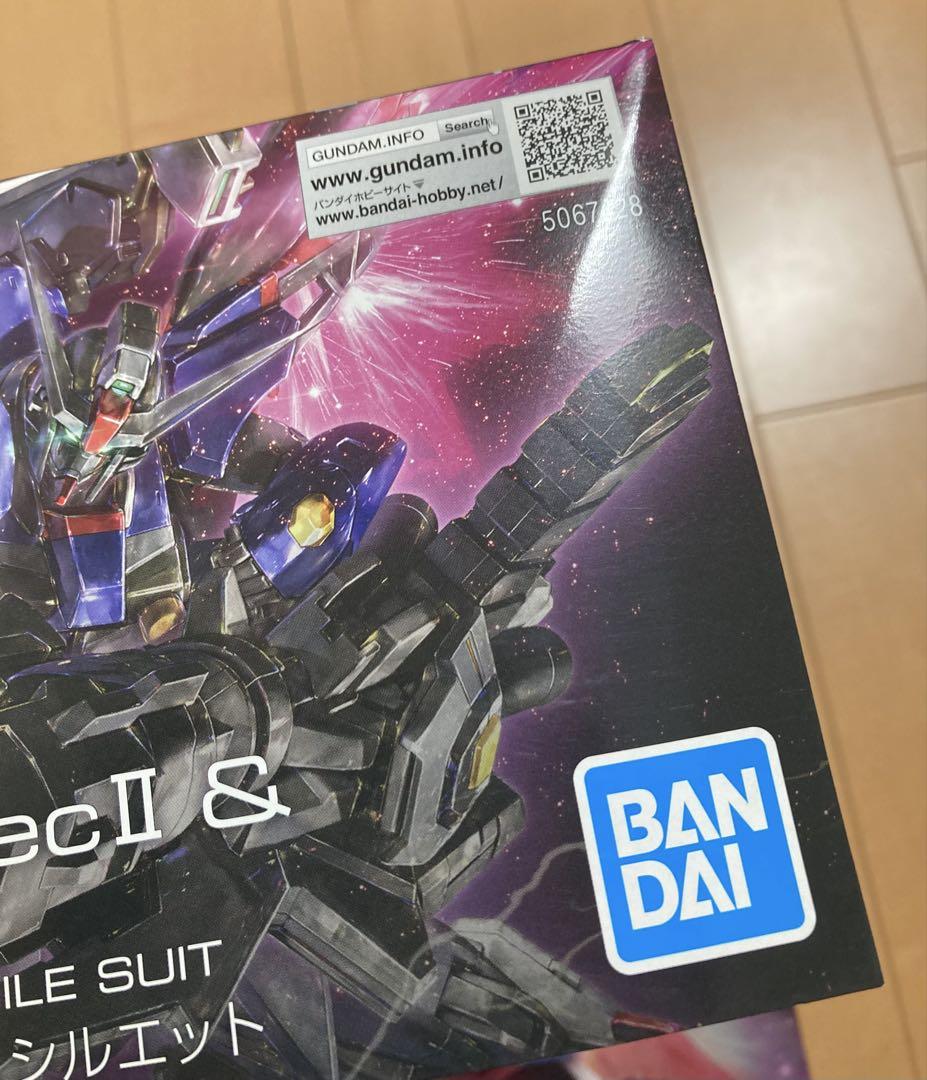 GUNDAM.INFO Search
www.gundam.info
バンダイホビーサイト
www.bandai-hobby.net/
ecII &
ILE SUIT
シルエット
BAN
DAI